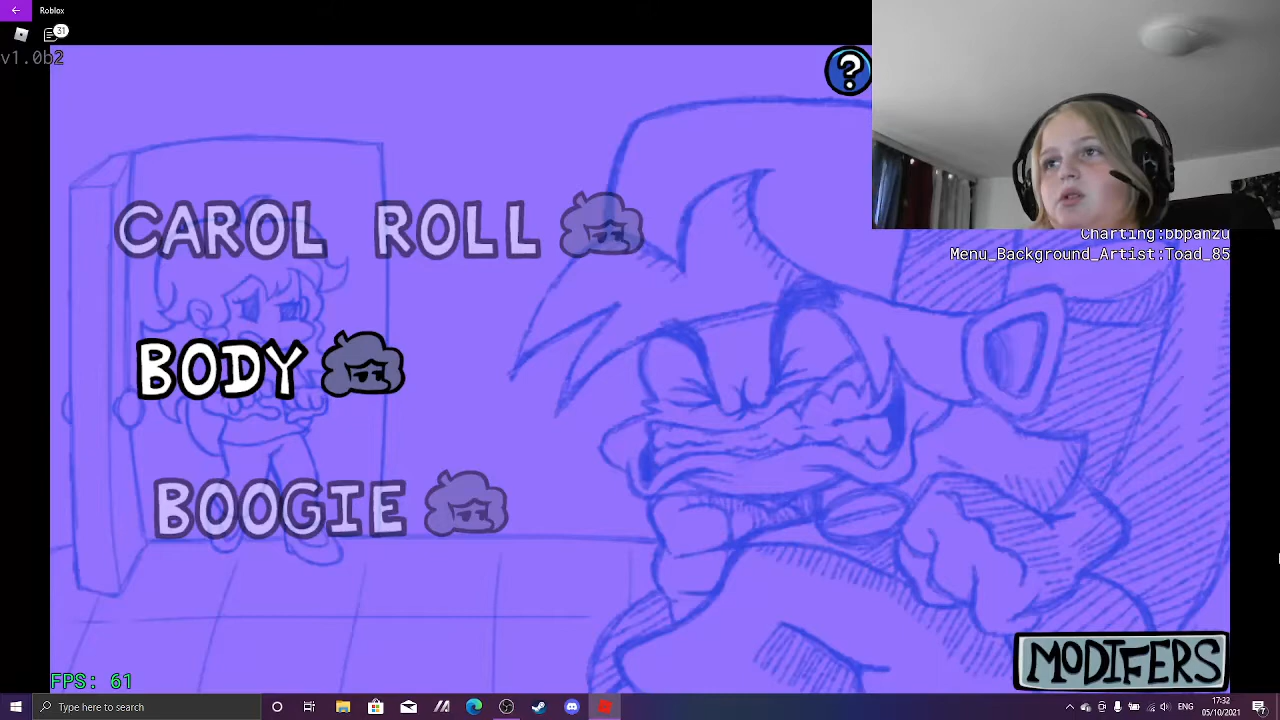 Roblox
31
v1.0b2
?
Charting:bbpanzu
Menu_Background_Artist:Toad_85
CAROL ROLL
BODY
BOOGIE
MODIFERS
FPS: 61
Type here to search
17:32
05/10/2021